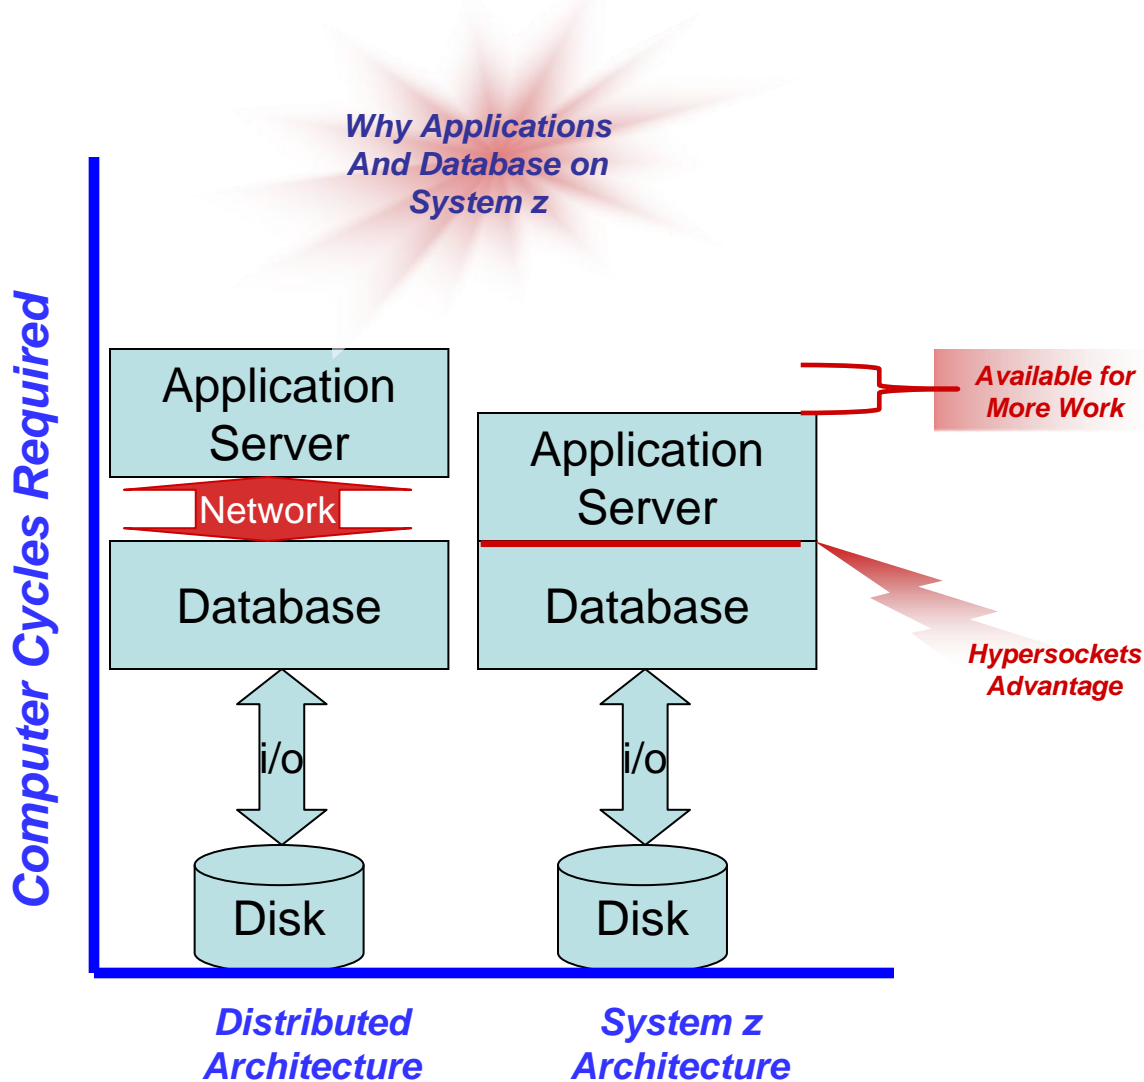 Why Applications
And Database on
System z
Computer Cycles Required
Application
Server
Network
Database
i/o
Disk
Distributed
Architecture
Application
Server
Database
i/o
Disk
System z
Architecture
Available for
More Work
Hypersockets
Advantage